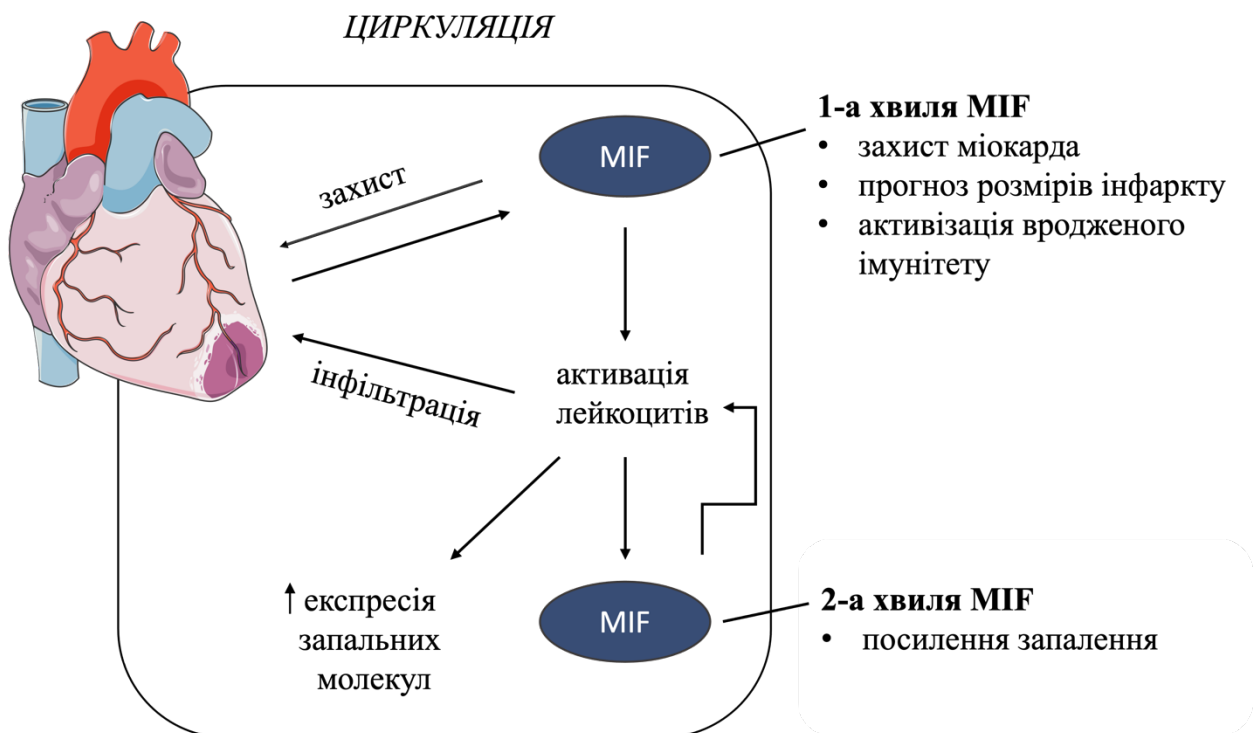 ЦИРКУЛЯЦІЯ
MIF
1-а хвиля MIF
• захист міокарда
• прогноз розмірів інфаркту
• активізація вродженого
імунітету
захист
інфільтрація
активація
лейкоцитів
↑ експресія
запальних
молекул
MIF
2-а хвиля MIF
• посилення запалення